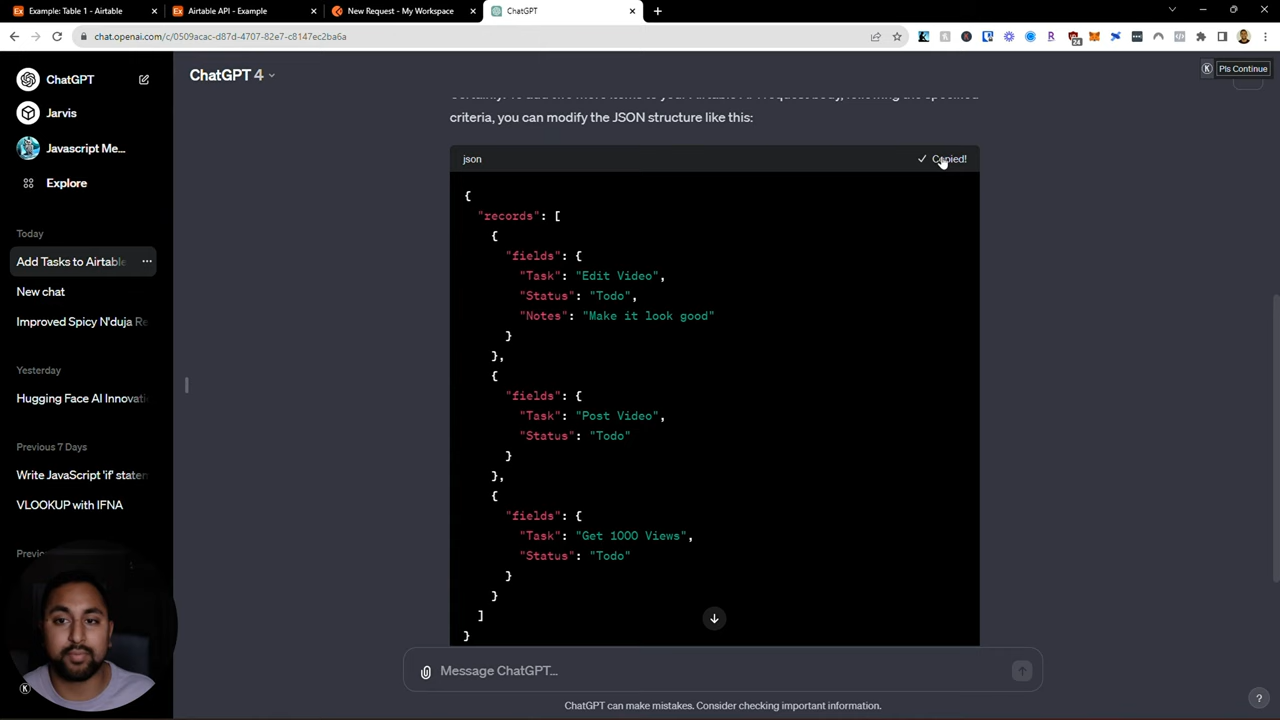 Example: Table 1 - Airtable
Airtable API - Example
New Request - My Workspace
ChatGPT
chat.openai.com/c/0509acac-d87d-4707-82e7-c8147ec2ba6a
24
ChatGPT
ChatGPT 4
Pls Continue
Jarvis
Javascript Me...
Explore
Today
Add Tasks to Airtable
New chat
Improved Spicy N'duja Re
Yesterday
Hugging Face AI Innovati
Previous 7 Days
Write JavaScript 'if' statem
VLOOKUP with IFNA
criteria, you can modify the JSON structure like this:
json
Copied!
{
"records": [
{
"fields": {
"Task": "Edit Video",
"Status": "Todo",
"Notes": "Make it look good"
}
},
{
"fields": {
"Task": "Post Video",
"Status": "Todo"
}
},
{
"fields": {
"Task": "Get 1000 Views",
"Status": "Todo"
}
}
]
}
Message ChatGPT...
ChatGPT can make mistakes. Consider checking important information.
?